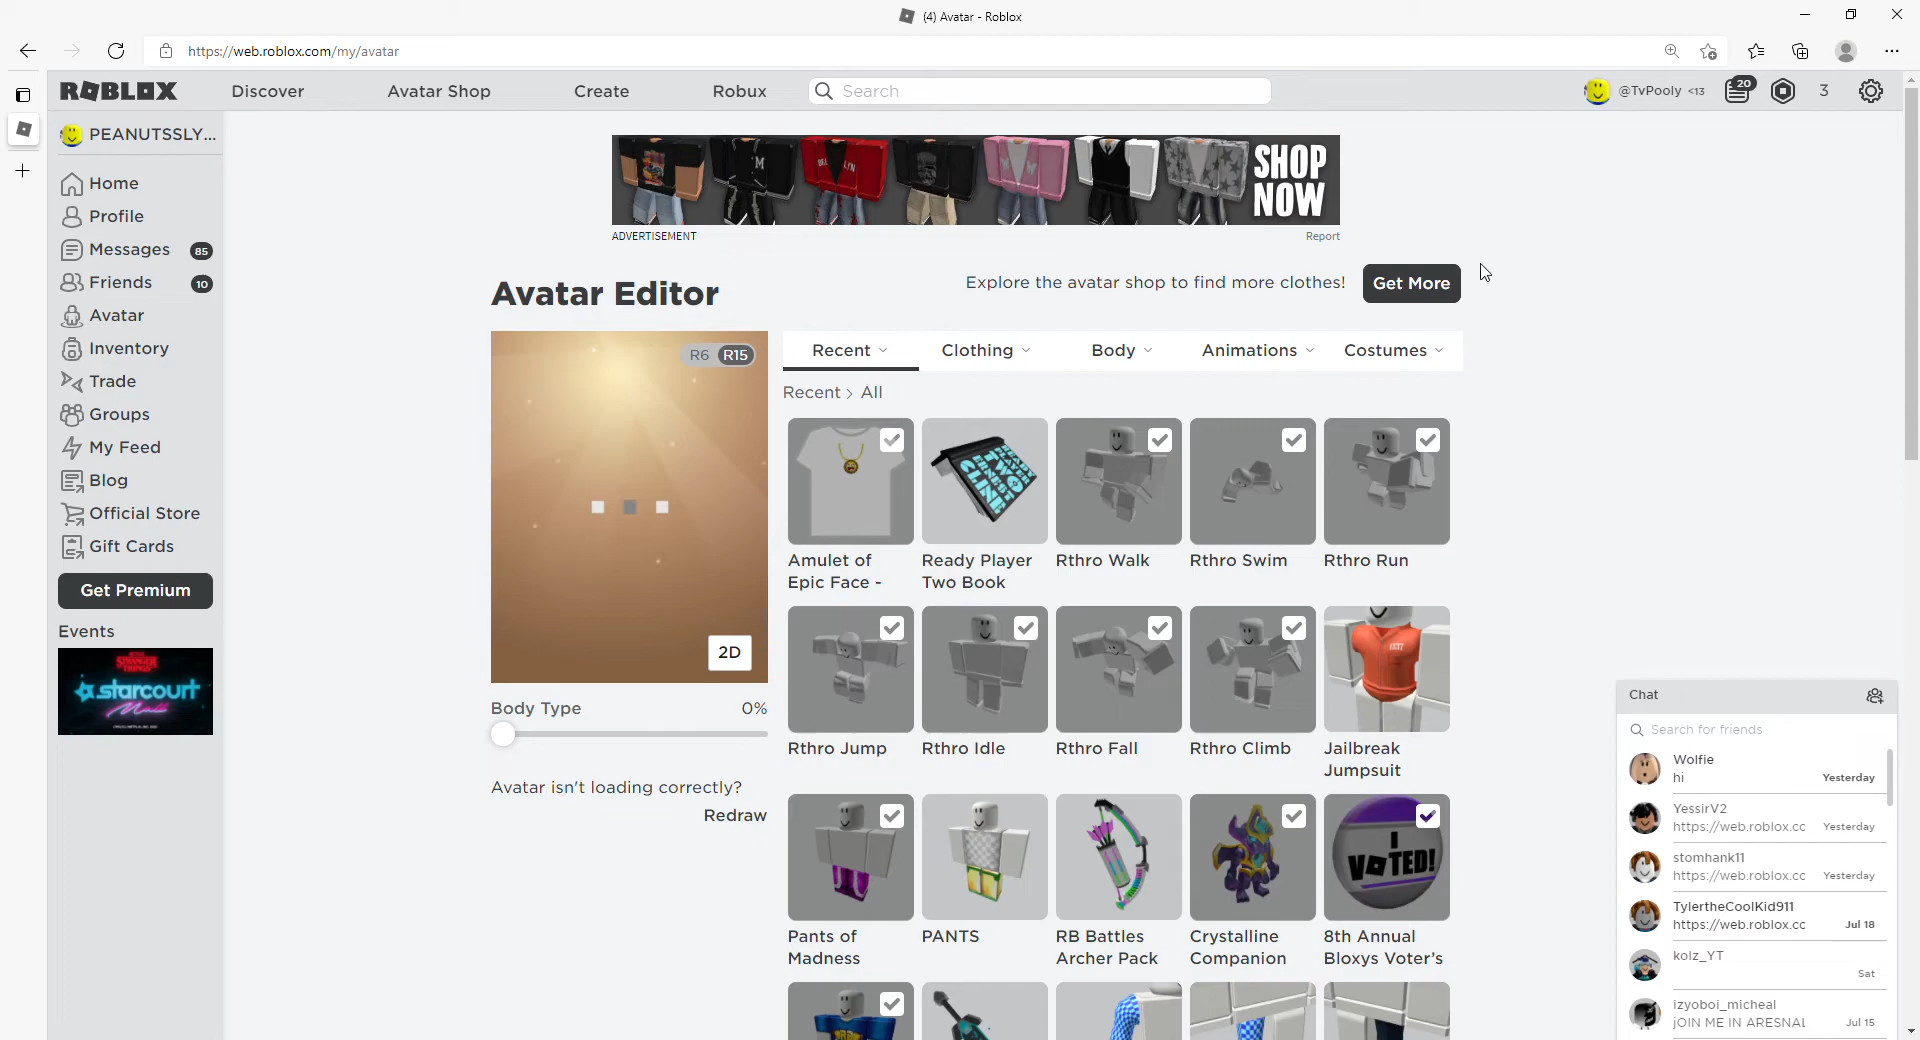 (4) Avatar - Roblox
https://web.roblox.com/my/avatar
ROBLOX Discover Avatar Shop Create Robux Search @TvPooly <13 20 3
PEANUTSSLY...
Home
Profile
Messages 85
Friends 10
Avatar
Inventory
Trade
Groups
My Feed
Blog
Official Store
Gift Cards
Get Premium
Events
STRANGER THINGS
starcourt
Mall
SHOP
NOW
ADVERTISEMENT Report
Avatar Editor
Explore the avatar shop to find more clothes! Get More
R6 R15
2D
Body Type 0%
Avatar isn't loading correctly?
Redraw
Recent Clothing Body Animations Costumes
Recent > All
Amulet of
Epic Face -
Ready Player
Two Book
Rthro Walk
Rthro Swim
Rthro Run
Rthro Jump
Rthro Idle
Rthro Fall
Rthro Climb
Jailbreak
Jumpsuit
I
VOTED!
Pants of
Madness
PANTS
RB Battles
Archer Pack
Crystalline
Companion
8th Annual
Bloxys Voter's
Chat
Search for friends
Wolfie
hi Yesterday
YessirV2
https://web.roblox.cc Yesterday
stomhank11
https://web.roblox.cc Yesterday
TylertheCoolKid911
https://web.roblox.cc Jul 18
kolz_YT
Sat
izyoboi_micheal
jOIN ME IN ARESNAL Jul 15